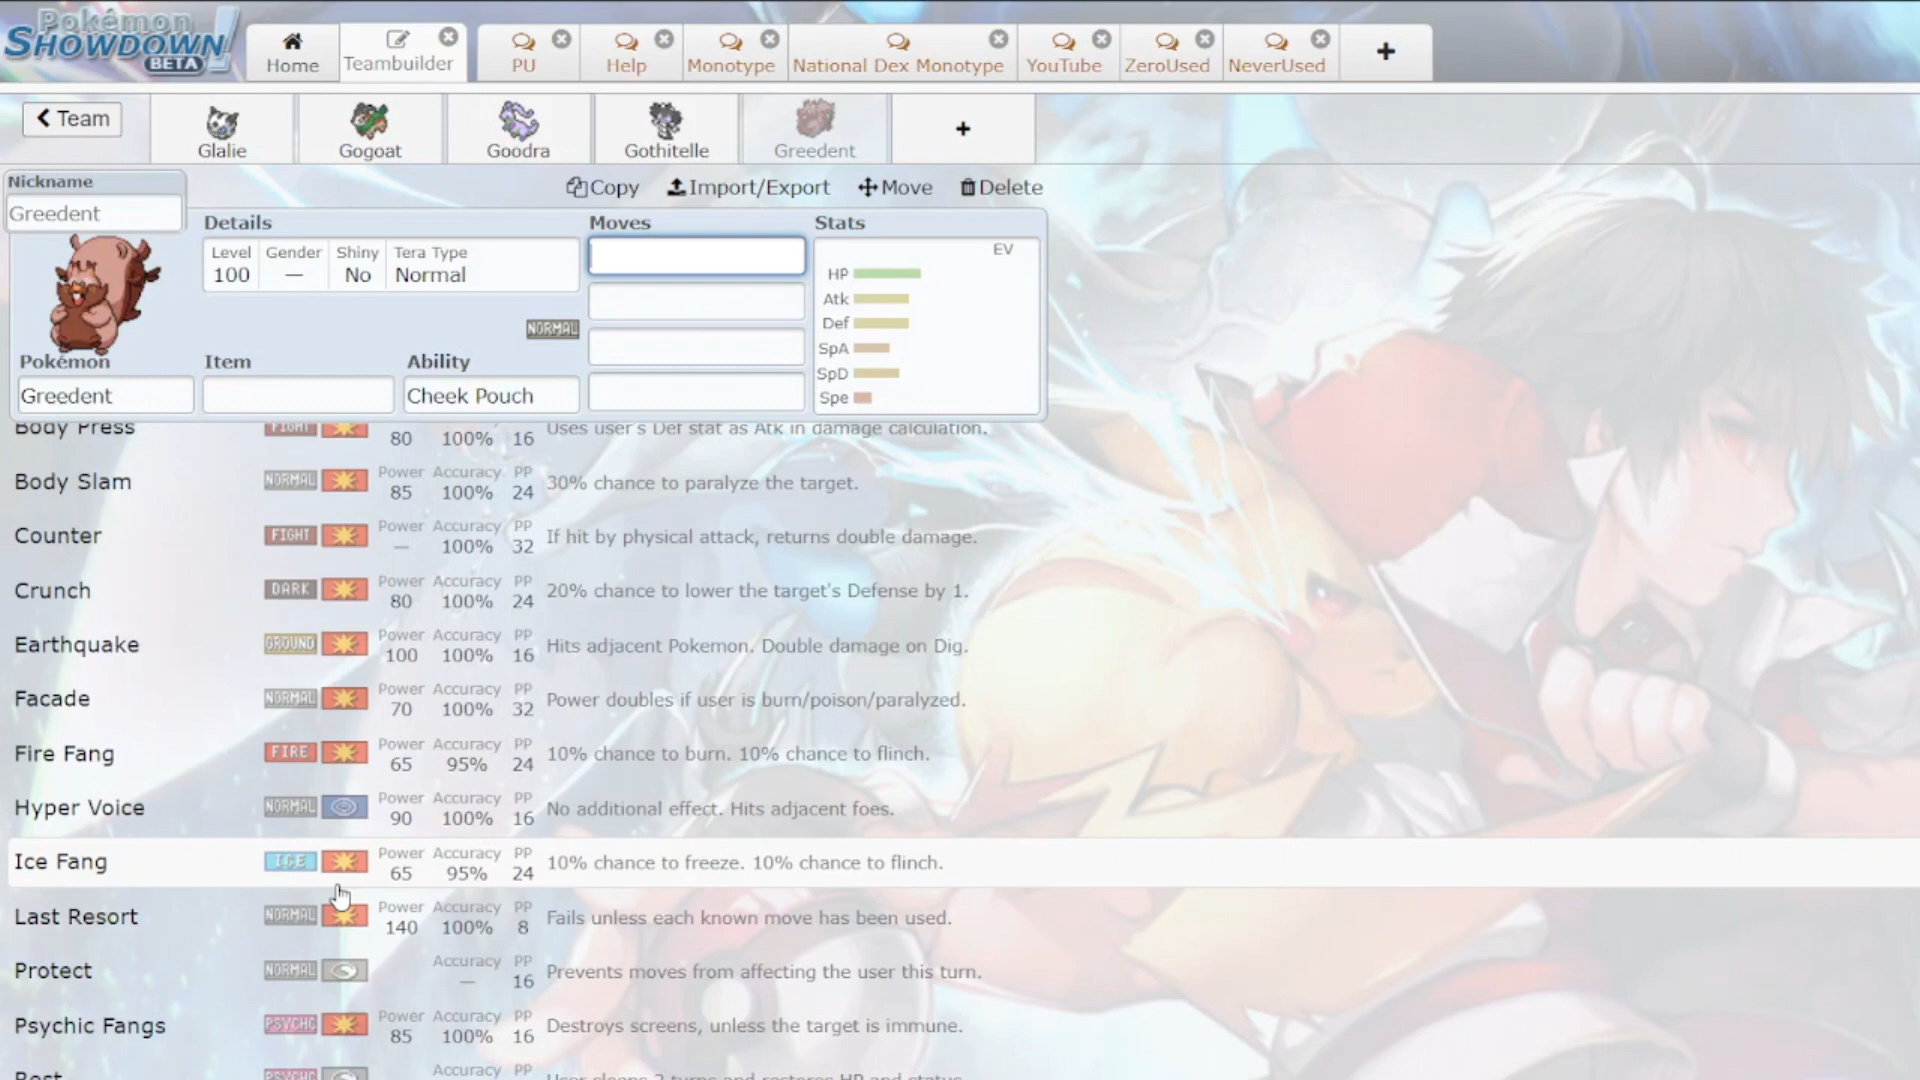 Pokémon
SHOWDOWN!
BETA
Home
Teambuilder
PU
Help
Monotype
National Dex Monotype
YouTube
ZeroUsed
NeverUsed
+
Team
Glalie
Gogoat
Goodra
Gothitelle
Greedent
+
Nickname
Greedent
Copy
Import/Export
Move
Delete
Details
Moves
Stats
Level
Gender
Shiny
Tera Type
100
—
No
Normal
EV
HP
Atk
Def
SpA
SpD
Spe
NORMAL
Pokémon
Item
Ability
Greedent
Cheek Pouch
Body Press FIGHT 80 100% 16 Uses user's Def stat as Atk in damage calculation.
Body Slam NORMAL Power 85 Accuracy 100% PP 24 30% chance to paralyze the target.
Counter FIGHT Power — Accuracy 100% PP 32 If hit by physical attack, returns double damage.
Crunch DARK Power 80 Accuracy 100% PP 24 20% chance to lower the target's Defense by 1.
Earthquake GROUND Power 100 Accuracy 100% PP 16 Hits adjacent Pokemon. Double damage on Dig.
Facade NORMAL Power 70 Accuracy 100% PP 32 Power doubles if user is burn/poison/paralyzed.
Fire Fang FIRE Power 65 Accuracy 95% PP 24 10% chance to burn. 10% chance to flinch.
Hyper Voice NORMAL Power 90 Accuracy 100% PP 16 No additional effect. Hits adjacent foes.
Ice Fang ICE Power 65 Accuracy 95% PP 24 10% chance to freeze. 10% chance to flinch.
Last Resort NORMAL Power 140 Accuracy 100% PP 8 Fails unless each known move has been used.
Protect NORMAL Accuracy — PP 16 Prevents moves from affecting the user this turn.
Psychic Fangs PSYCHC Power 85 Accuracy 100% PP 16 Destroys screens, unless the target is immune.
Rest PSYCHC Accuracy PP User sleeps 2 turns and restores HP and status.